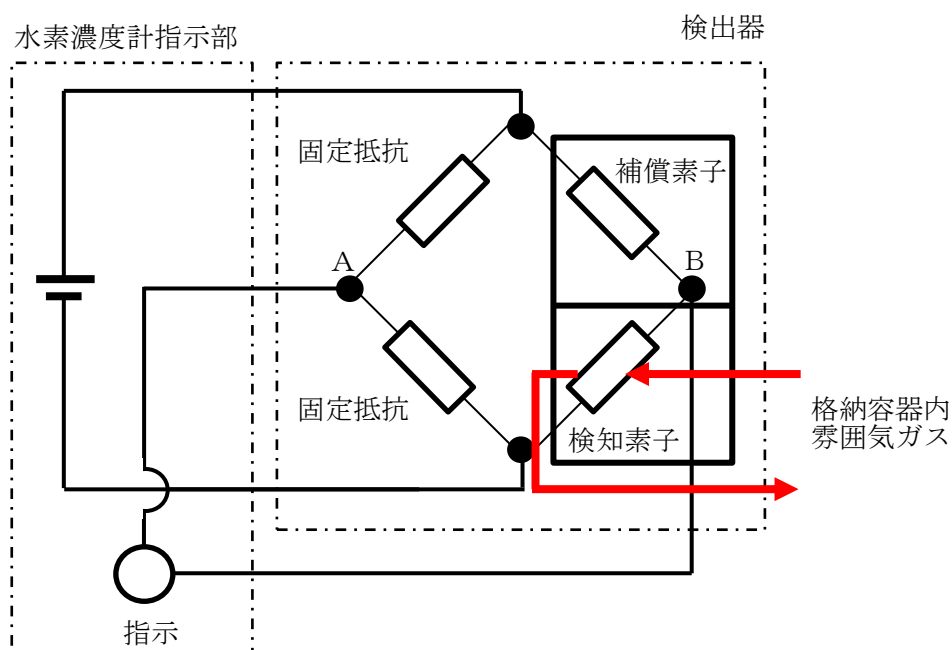 水素濃度計指示部
検出器
固定抵抗
補償素子
A
B
固定抵抗
検知素子
格納容器内
雰囲気ガス
指示